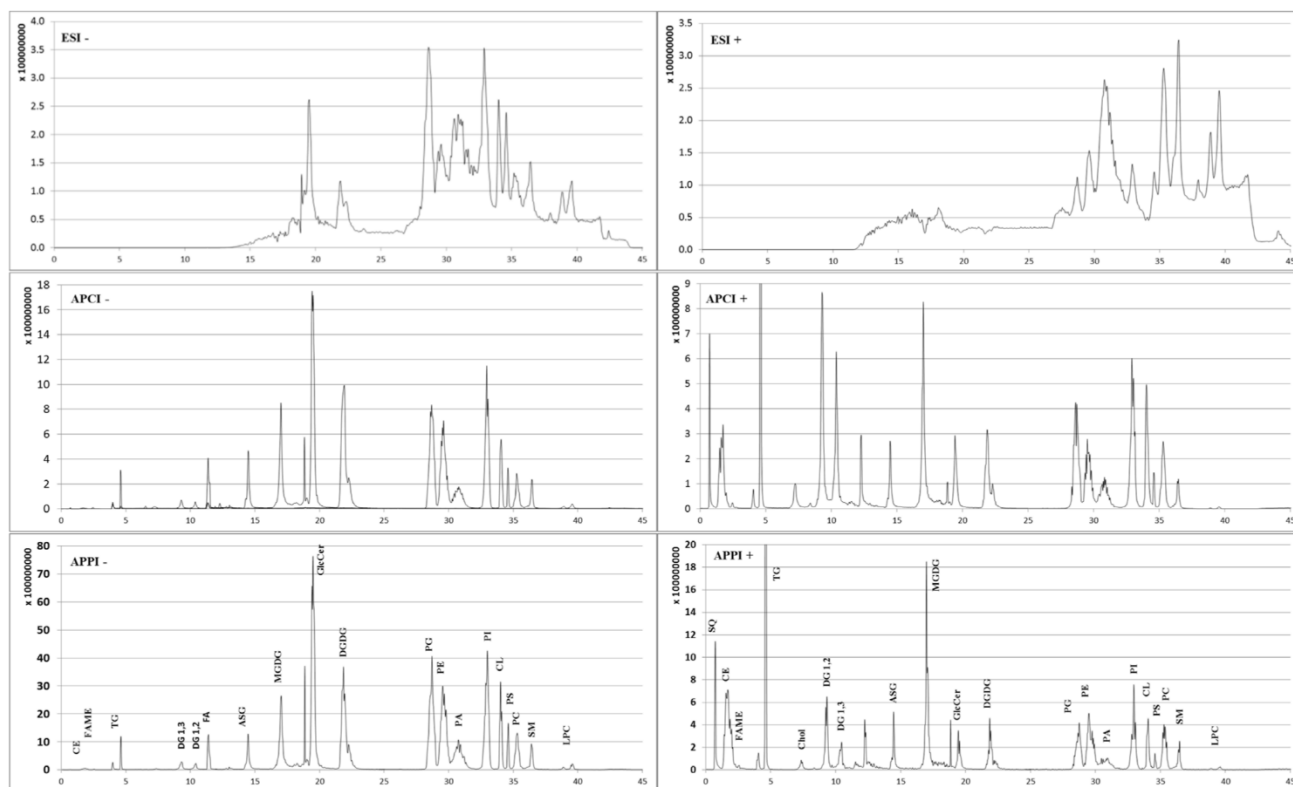 ESI -
x 100000000
4.0
3.5
3.0
2.5
2.0
1.5
1.0
0.5
0.0
0 5 10 15 20 25 30 35 40 45
ESI +
x 100000000
3.5
3.0
2.5
2.0
1.5
1.0
0.5
0.0
0 5 10 15 20 25 30 35 40 45
APCI -
x 100000000
18
16
14
12
10
8
6
4
2
0
0 5 10 15 20 25 30 35 40 45
APCI +
x 100000000
9
8
7
6
5
4
3
2
1
0
0 5 10 15 20 25 30 35 40 45
APPI -
x 100000000
80
70
60
50
40
30
20
10
0
CE
FAME
TG
DG 1,3
DG 1,2
FA
ASG
MGDG
GlcCer
DGDG
PG
PE
PA
PI
CL
PS
PC
SM
LPC
0 5 10 15 20 25 30 35 40 45
APPI +
x 100000000
20
18
16
14
12
10
8
6
4
2
0
SQ
CE
FAME
TG
Chol
DG 1,2
DG 1,3
ASG
MGDG
GlcCer
DGDG
PG
PE
PA
PI
CL
PS
PC
SM
LPC
0 5 10 15 20 25 30 35 40 45